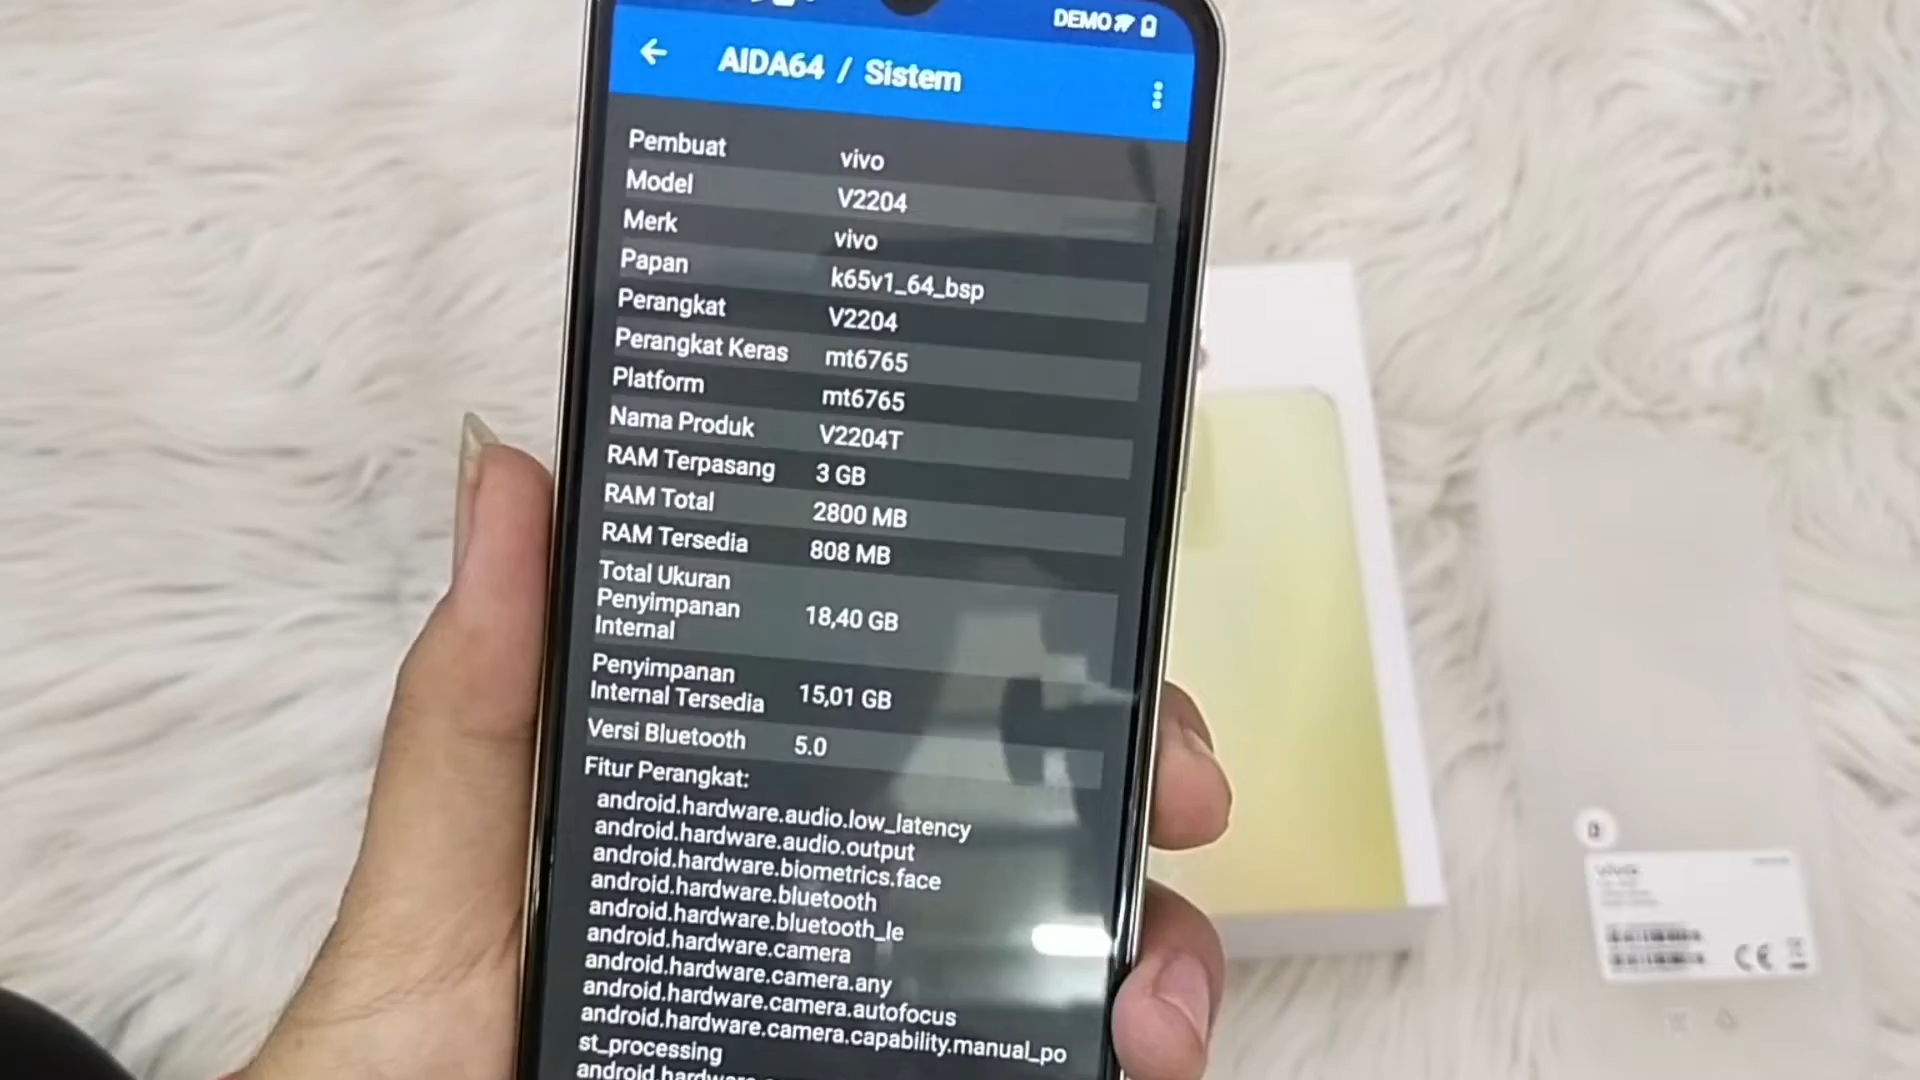 DEMO
AIDA64 / Sistem
Pembuat vivo
Model V2204
Merk vivo
Papan k65v1_64_bsp
Perangkat V2204
Perangkat Keras mt6765
Platform mt6765
Nama Produk V2204T
RAM Terpasang 3 GB
RAM Total 2800 MB
RAM Tersedia 808 MB
Total Ukuran
Penyimpanan
Internal 18,40 GB
Penyimpanan
Internal Tersedia 15,01 GB
Versi Bluetooth 5.0
Fitur Perangkat:
android.hardware.audio.low_latency
android.hardware.audio.output
android.hardware.biometrics.face
android.hardware.bluetooth
android.hardware.bluetooth_le
android.hardware.camera
android.hardware.camera.any
android.hardware.camera.autofocus
android.hardware.camera.capability.manual_po
st_processing
vivo
CE